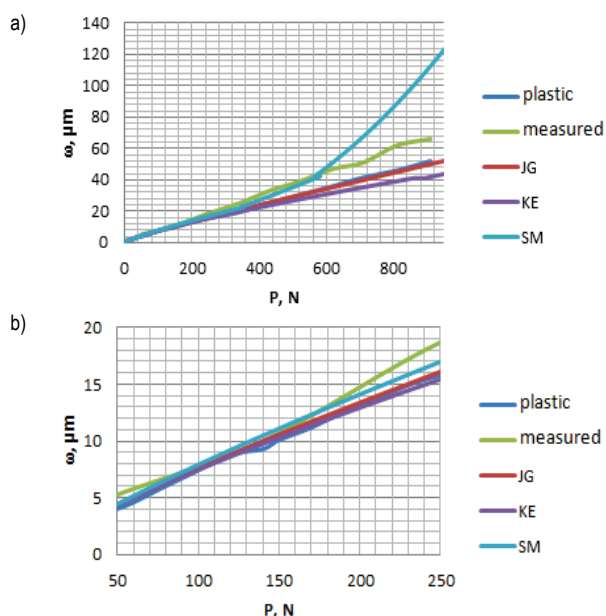 a)
140
120
100
80
60
40
20
0
ω, μm
0 200 400 600 800
P, N
plastic
measured
JG
KE
SM
b)
20
15
10
5
0
ω, μm
50 100 150 200 250
P, N
plastic
measured
JG
KE
SM